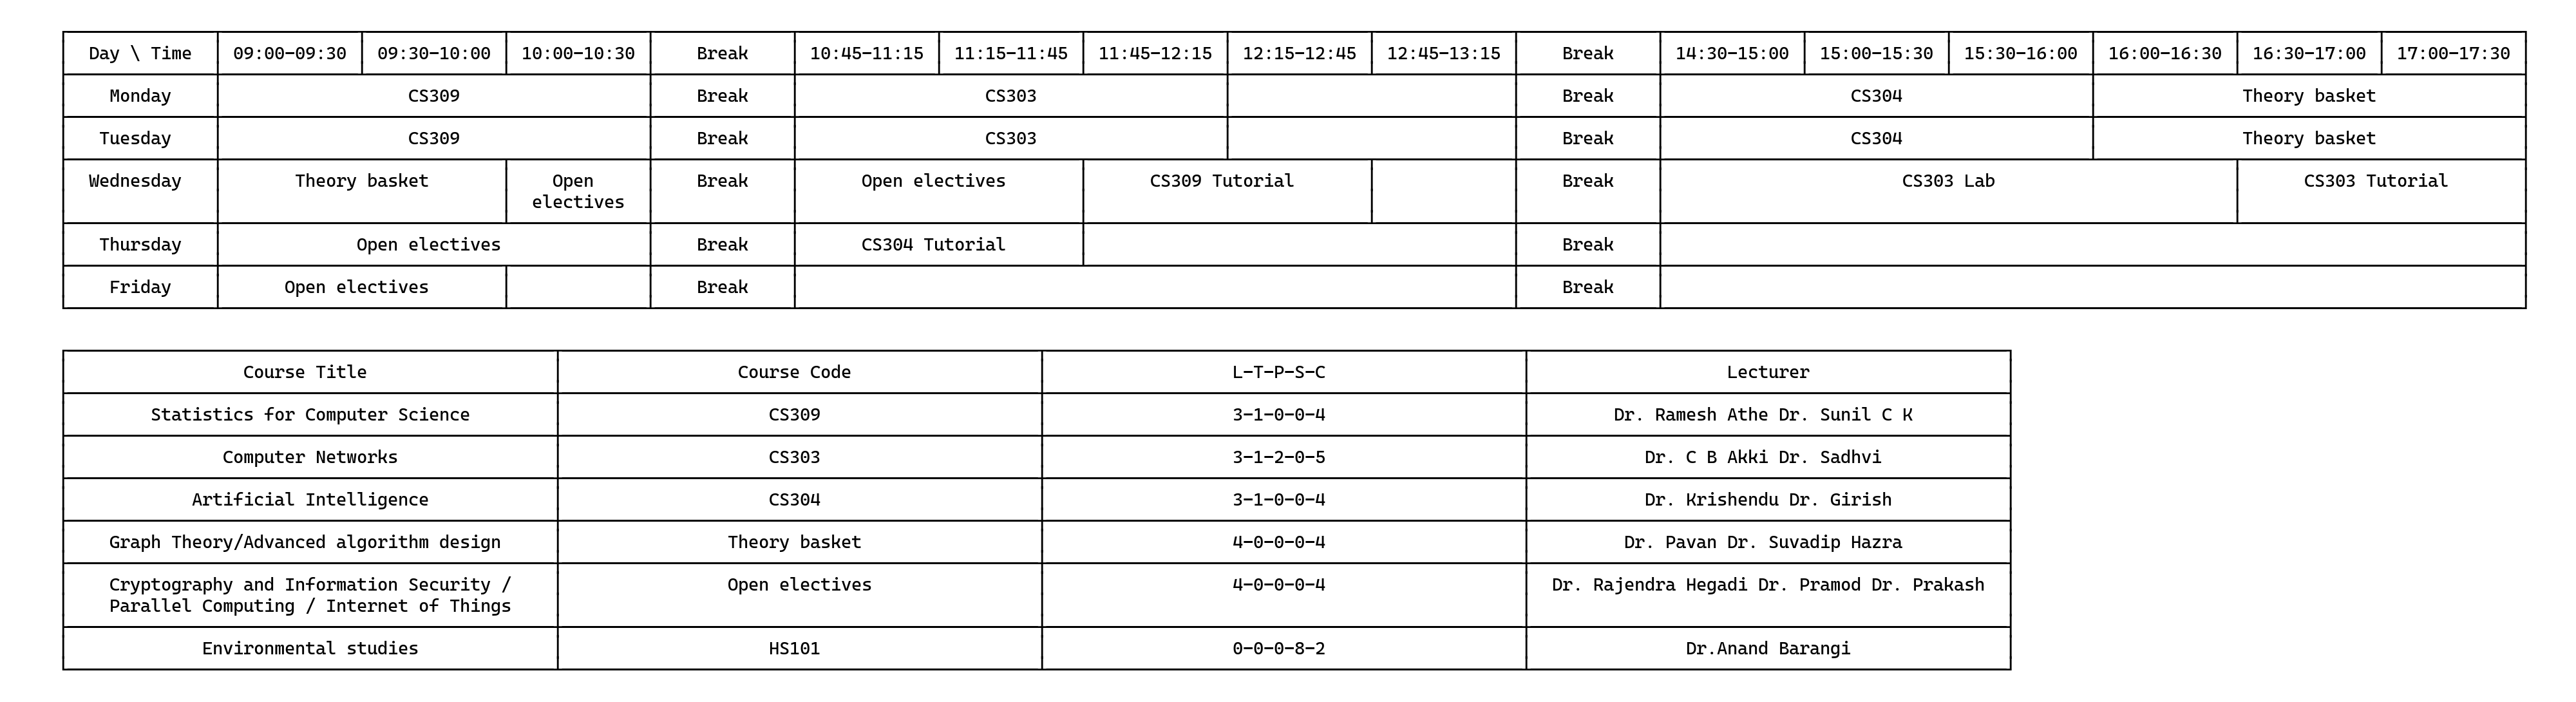 Day \ Time 09:00-09:30 09:30-10:00 10:00-10:30 Break 10:45-11:15 11:15-11:45 11:45-12:15 12:15-12:45 12:45-13:15 Break 14:30-15:00 15:00-15:30 15:30-16:00 16:00-16:30 16:30-17:00 17:00-17:30
Monday CS309 Break CS303 Break CS304 Theory basket
Tuesday CS309 Break CS303 Break CS304 Theory basket
Wednesday Theory basket Open Break Open electives CS309 Tutorial Break CS303 Lab CS303 Tutorial
electives
Thursday Open electives Break CS304 Tutorial Break
Friday Open electives Break Break
Course Title Course Code L-T-P-S-C Lecturer
Statistics for Computer Science CS309 3-1-0-0-4 Dr. Ramesh Athe Dr. Sunil C K
Computer Networks CS303 3-1-2-0-5 Dr. C B Akki Dr. Sadhvi
Artificial Intelligence CS304 3-1-0-0-4 Dr. Krishendu Dr. Girish
Graph Theory/Advanced algorithm design Theory basket 4-0-0-0-4 Dr. Pavan Dr. Suvadip Hazra
Cryptography and Information Security / Open electives 4-0-0-0-4 Dr. Rajendra Hegadi Dr. Pramod Dr. Prakash
Parallel Computing / Internet of Things
Environmental studies HS101 0-0-0-8-2 Dr.Anand Barangi